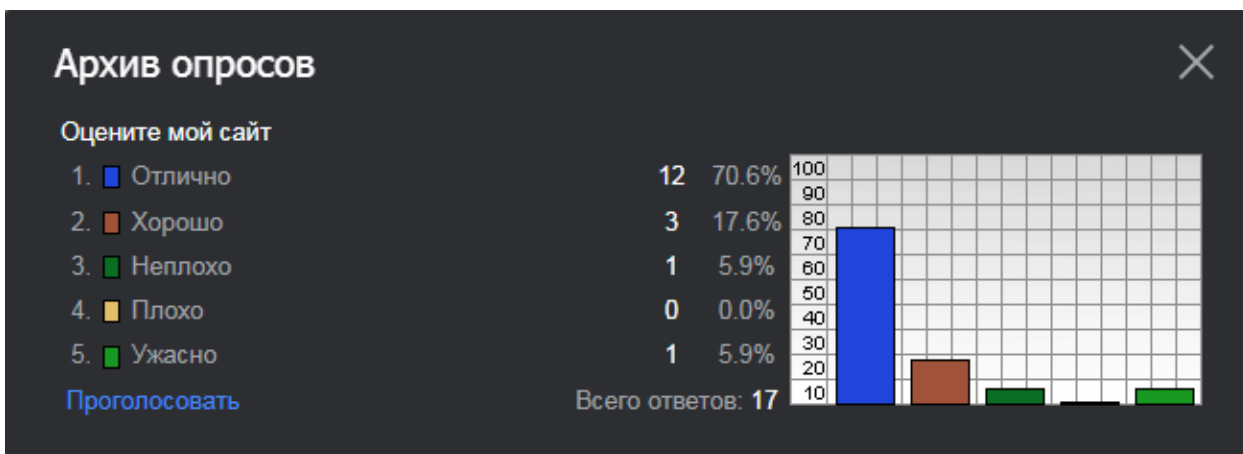 Архив опросов
Оцените мой сайт
1. Отлично 12 70.6%
2. Хорошо 3 17.6%
3. Неплохо 1 5.9%
4. Плохо 0 0.0%
5. Ужасно 1 5.9%
Проголосовать Всего ответов: 17
100
90
80
70
60
50
40
30
20
10